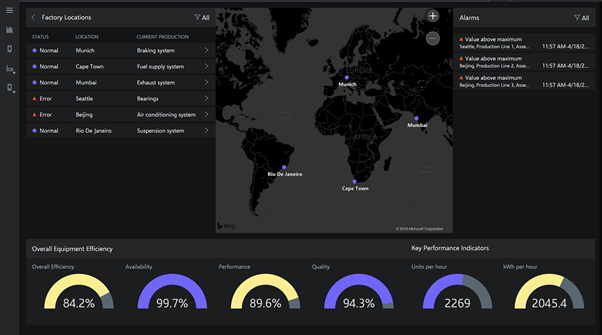 Factory Locations
All
STATUS LOCATION CURRENT PRODUCTION
Normal Munich Braking system
Normal Cape Town Fuel supply system
Normal Mumbai Exhaust system
Error Seattle Bearings
Error Beijing Air conditioning system
Normal Rio De Janeiro Suspension system
EUROPE
Munich
AFRICA
Mumbai
Rio De Janeiro
Cape Town
Bing
Alarms
All
Value above maximum
Seattle, Production Line 1, Asse... 11:57 AM-4/18/2...
Value above maximum
Beijing, Production Line 2, Asse... 11:57 AM-4/18/2...
Value above maximum
Beijing, Production Line 3, Asse... 11:57 AM-4/18/2...
Overall Equipment Efficiency
Key Performance Indicators
Overall Efficiency Availability Performance Quality Units per hour kWh per hour
84.2% 99.7% 89.6% 94.3% 2269 2045.4